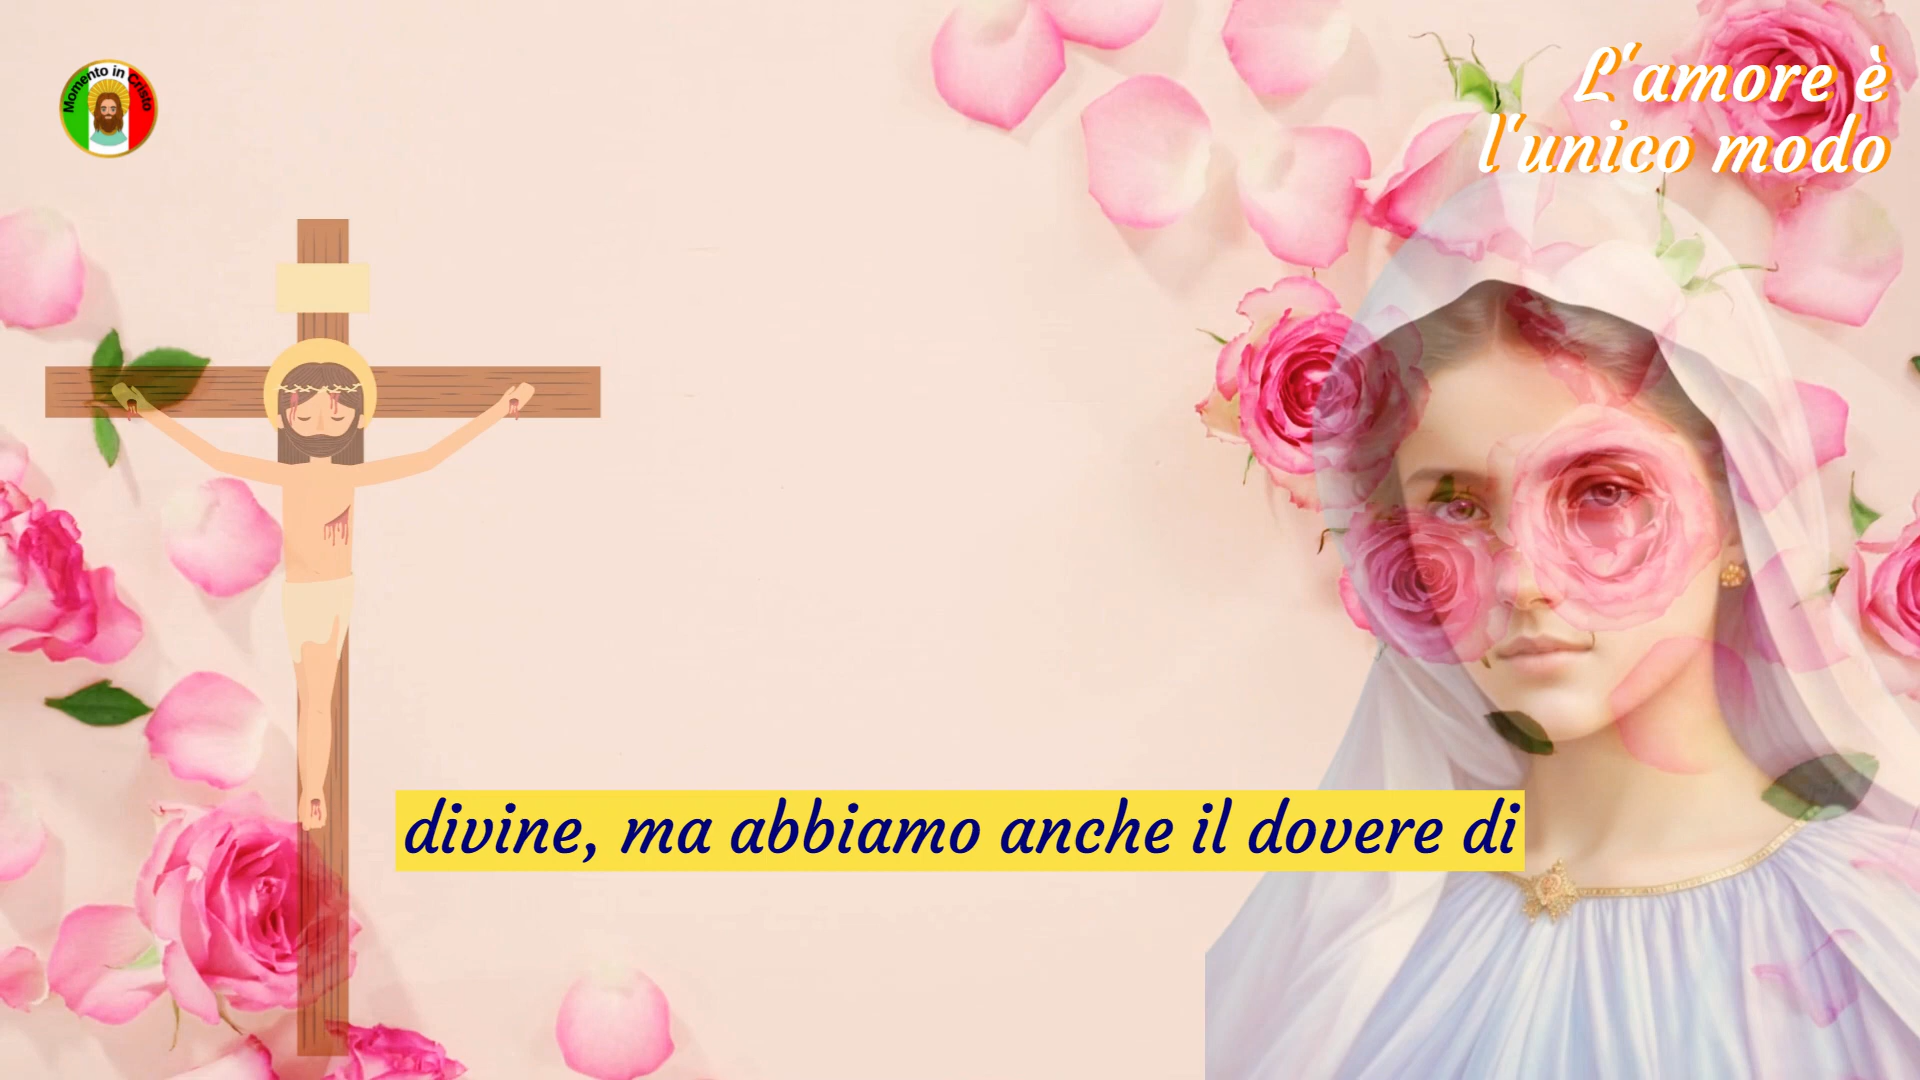 Momento in Cristo
L'amore è
l'unico modo
divine, ma abbiamo anche il dovere di